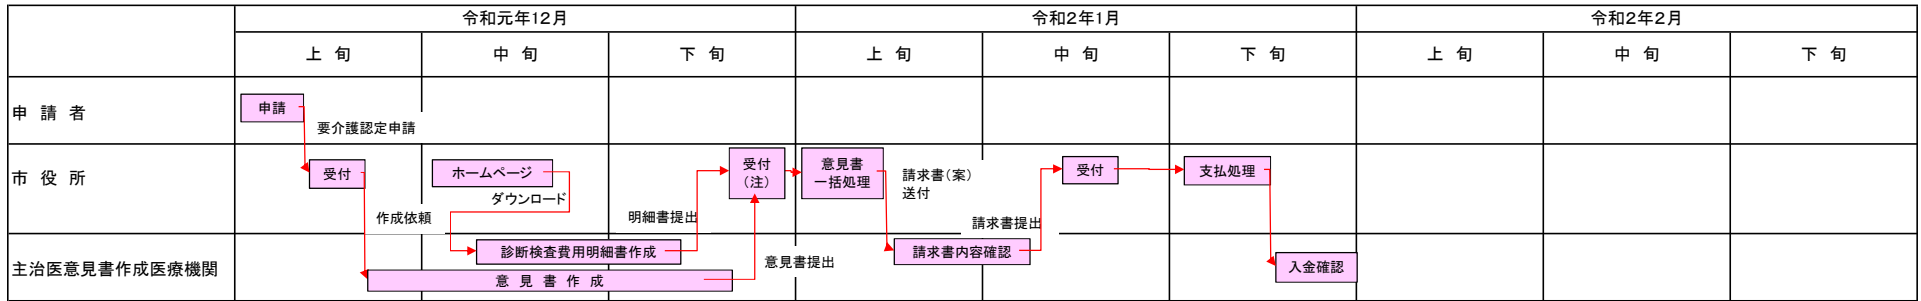 令和元年12月
令和2年1月
令和2年2月
上 旬
中 旬
下 旬
上 旬
中 旬
下 旬
上 旬
中 旬
下 旬
申 請 者
申請
要介護認定申請
市 役 所
受付
ホームページ
ダウンロード
作成依頼
明細書提出
受付
（注）
意見書
一括処理
請求書（案）
送付
受付
支払処理
請求書提出
主治医意見書作成医療機関
診断検査費用明細書作成
意 見 書 作 成
意見書提出
請求書内容確認
入金確認